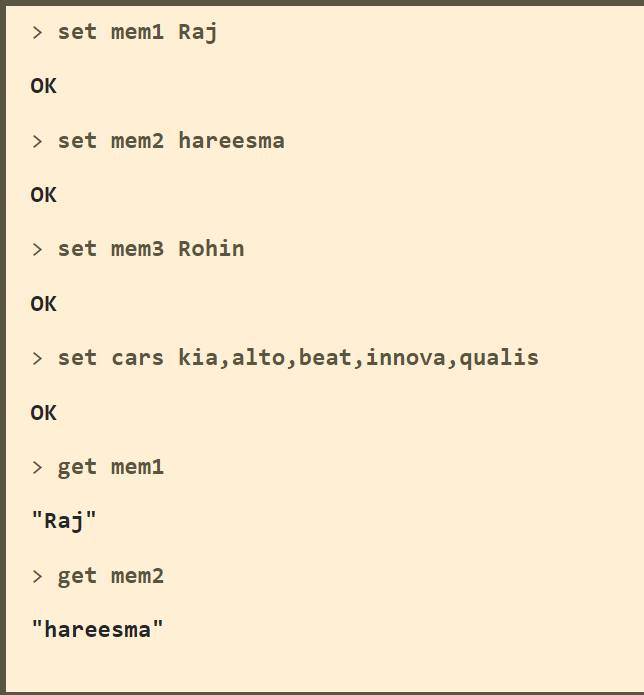 > set mem1 Raj
OK
> set mem2 hareesma
OK
> set mem3 Rohin
OK
> set cars kia,alto,beat,innova,qualis
OK
> get mem1
"Raj"
> get mem2
"hareesma"